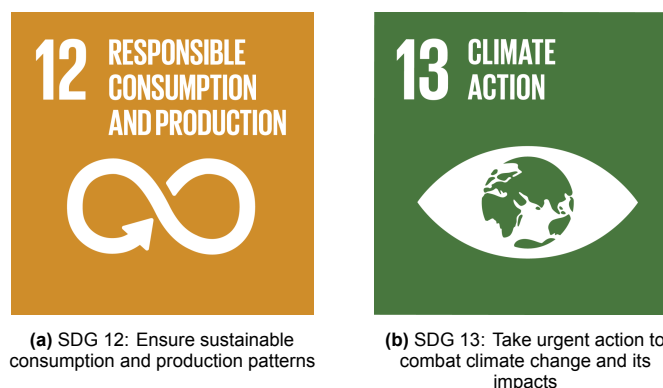 12 RESPONSIBLE
CONSUMPTION
AND PRODUCTION
13 CLIMATE
ACTION
(a) SDG 12: Ensure sustainable
consumption and production patterns
(b) SDG 13: Take urgent action to
combat climate change and its
impacts